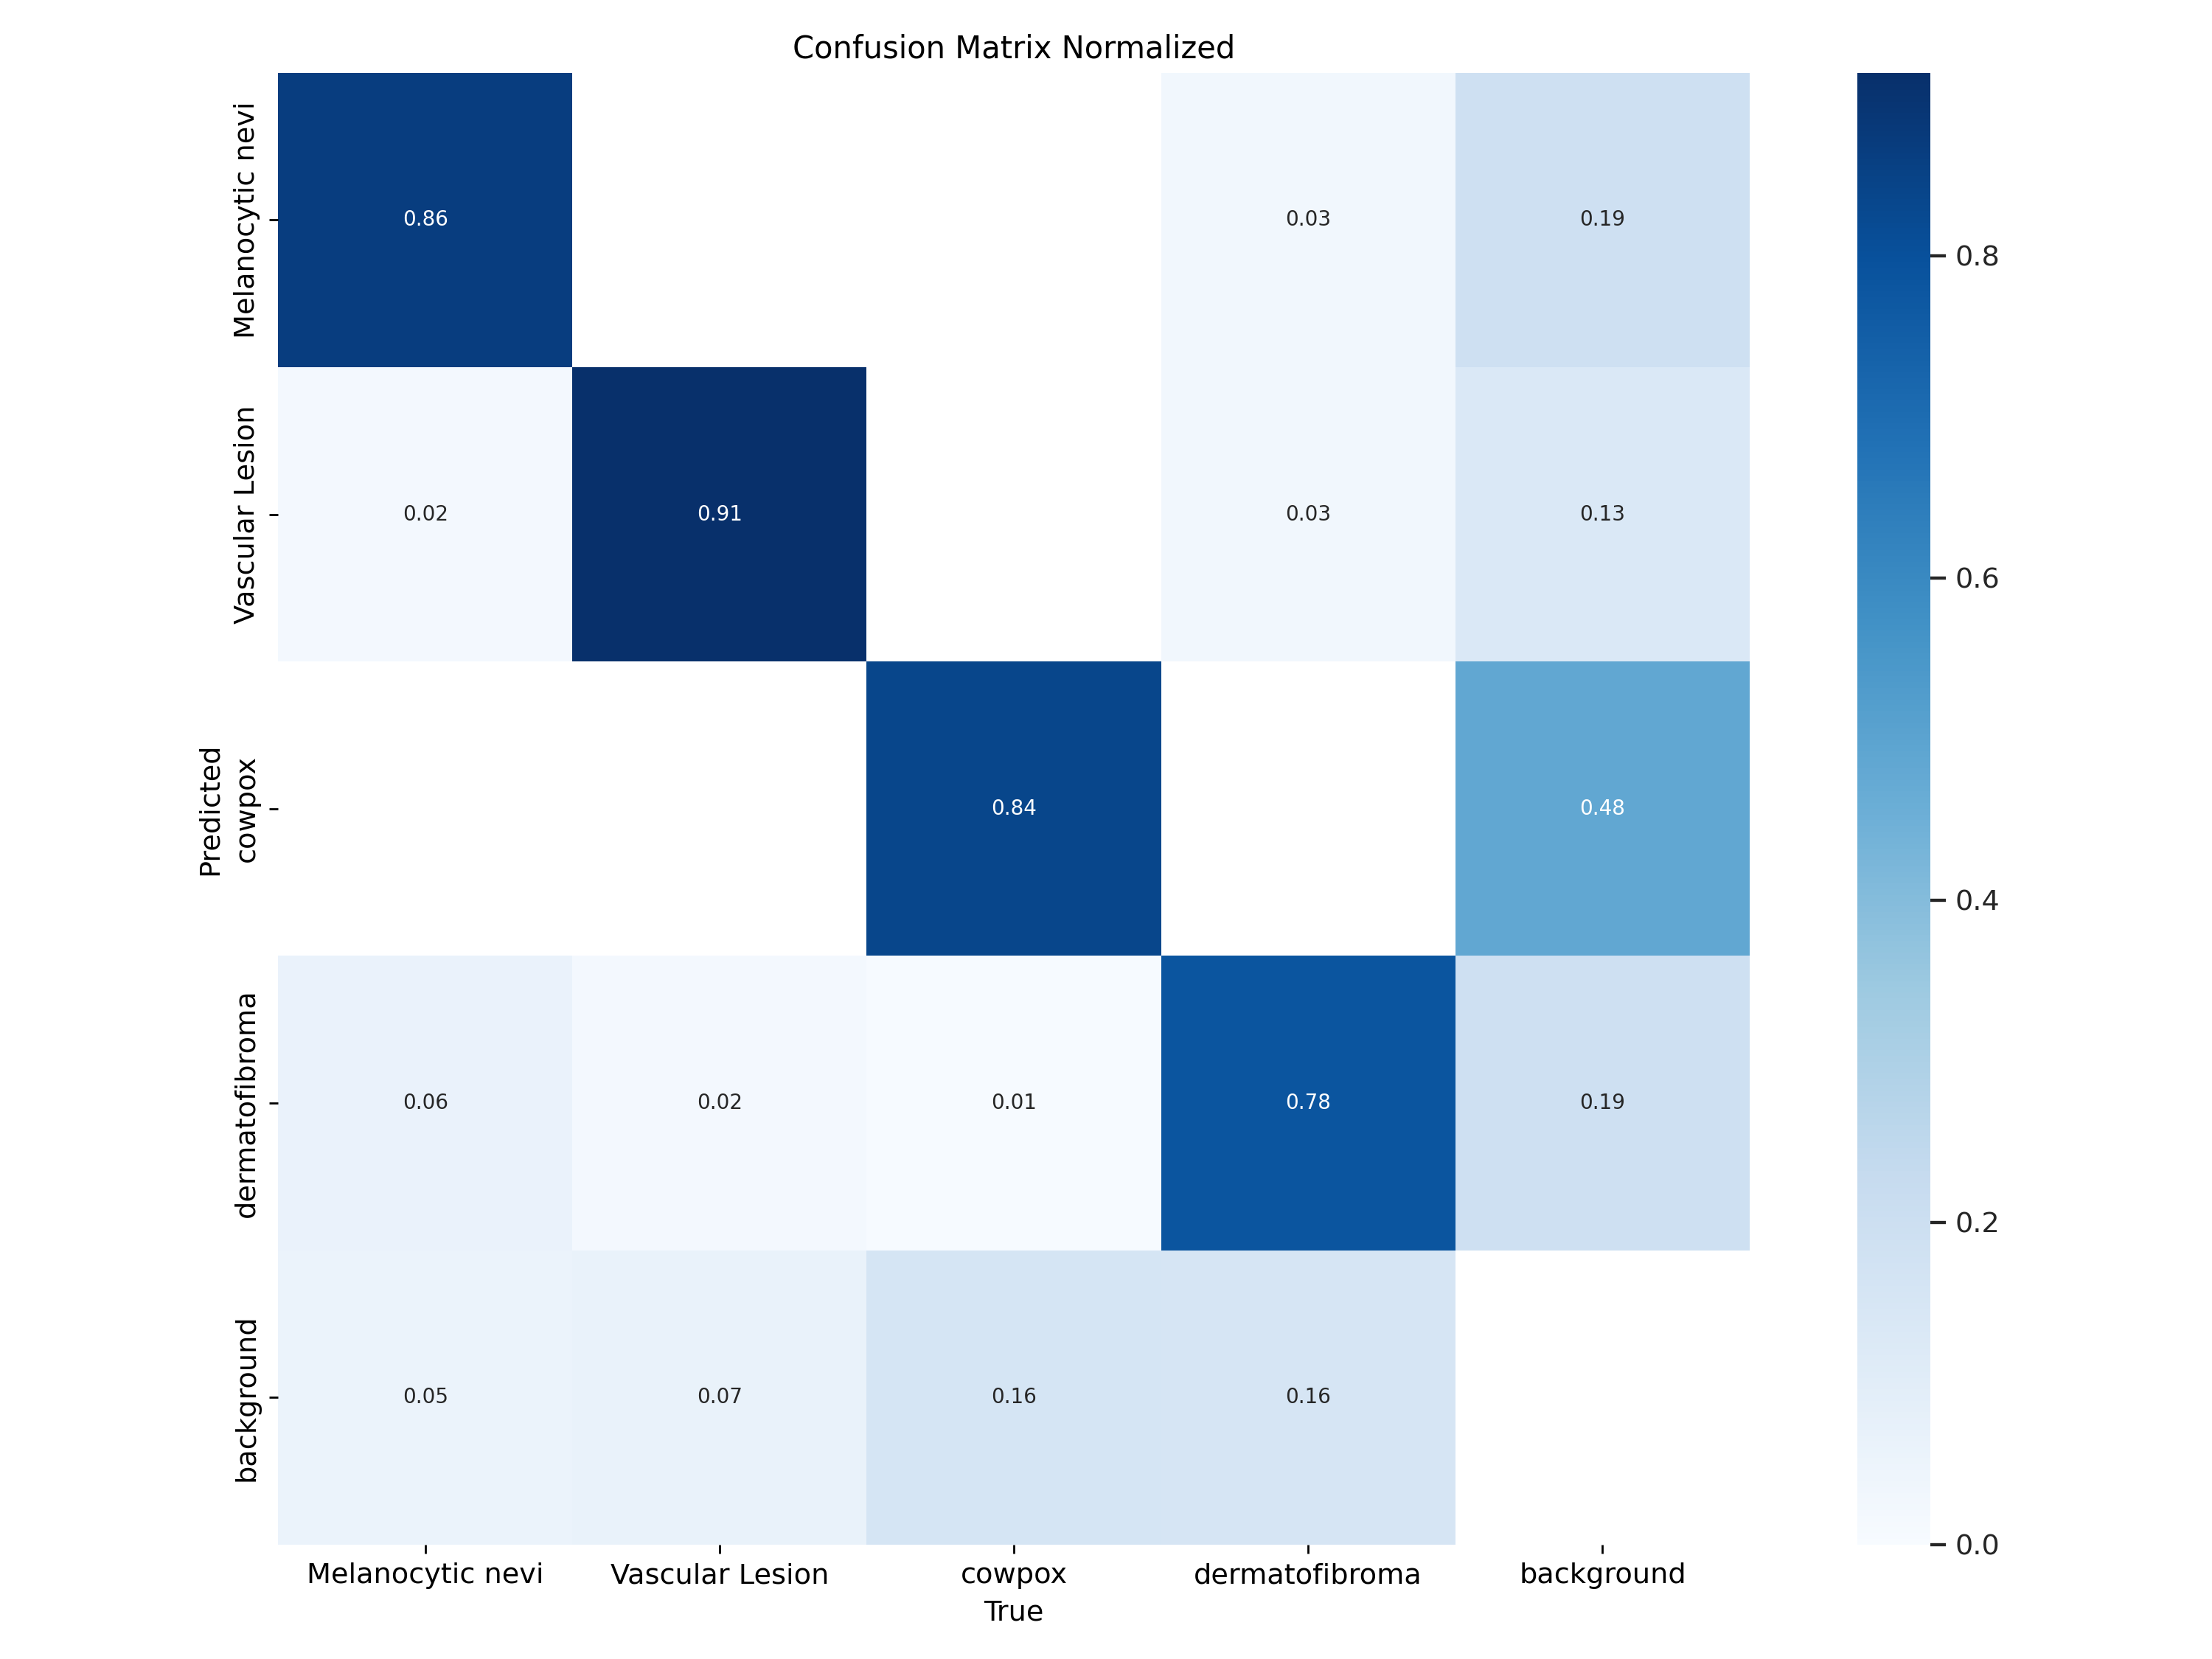 Confusion Matrix Normalized
Melanocytic nevi
0.86
0.03
0.19
0.8
Vascular Lesion
0.02
0.91
0.03
0.13
0.6
Predicted
cowpox
0.84
0.48
0.4
dermatofibroma
0.06
0.02
0.01
0.78
0.19
0.2
background
0.05
0.07
0.16
0.16
0.0
Melanocytic nevi
Vascular Lesion
cowpox
dermatofibroma
background
True